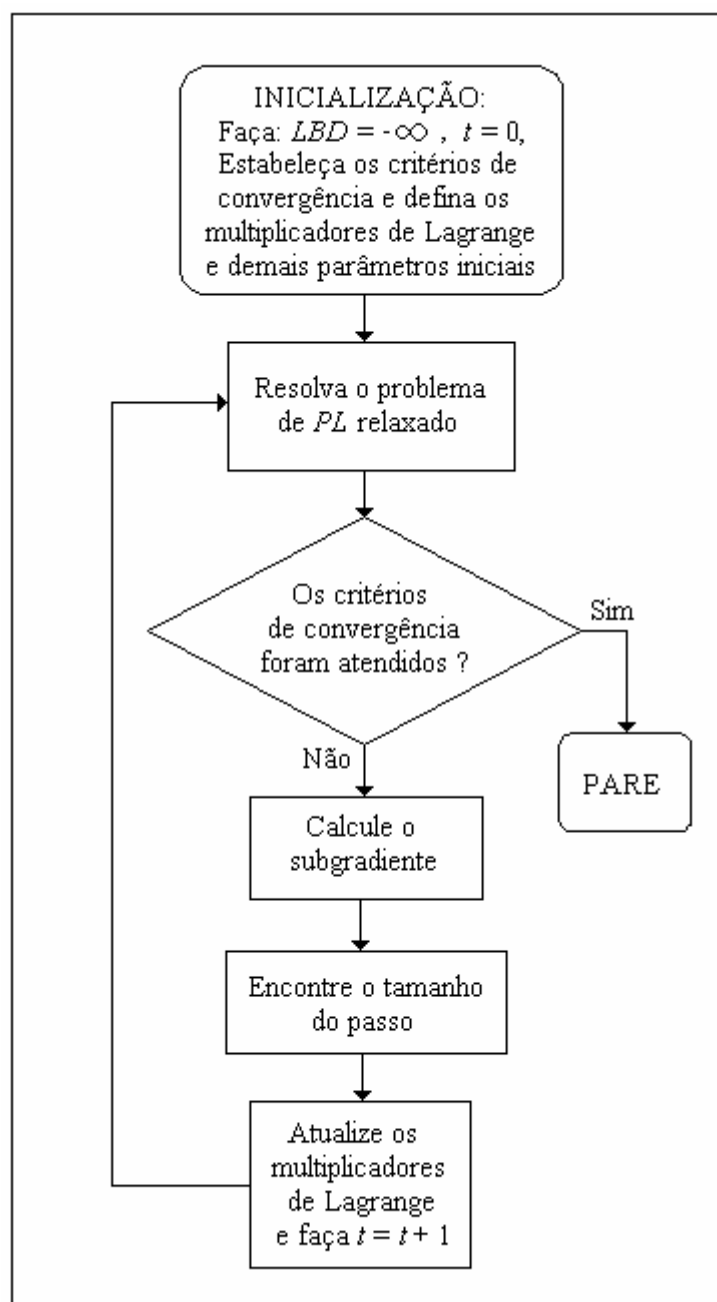 INICIALIZAÇÃO:
Faça: LBD = -∞ , t = 0,
Estabeleça os critérios de
convergência e defina os
multiplicadores de Lagrange
e demais parâmetros iniciais
Resolva o problema
de PL relaxado
Os critérios
de convergência
foram atendidos ?
Sim
Não
PARE
Calcule o
subgradiente
Encontre o tamanho
do passo
Atualize os
multiplicadores
de Lagrange
e faça t = t + 1